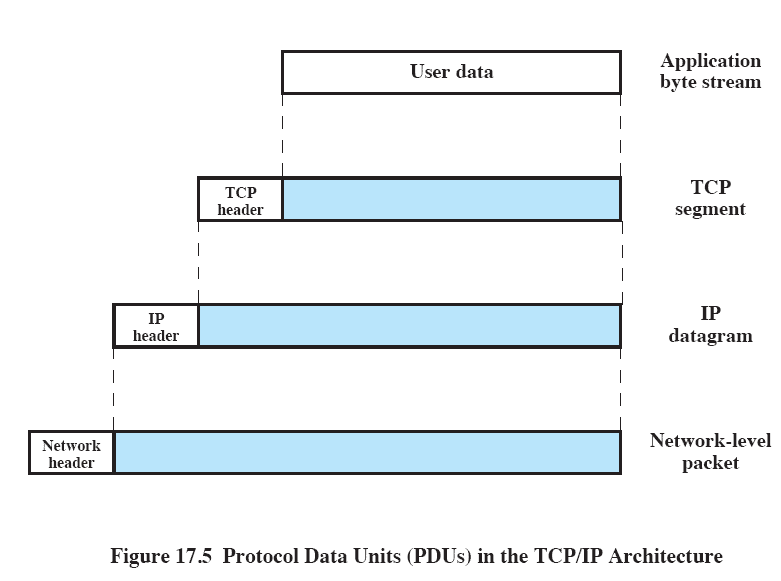 User data
Application
byte stream
TCP
header
TCP
segment
IP
header
IP
datagram
Network
header
Network-level
packet
Figure 17.5 Protocol Data Units (PDUs) in the TCP/IP Architecture